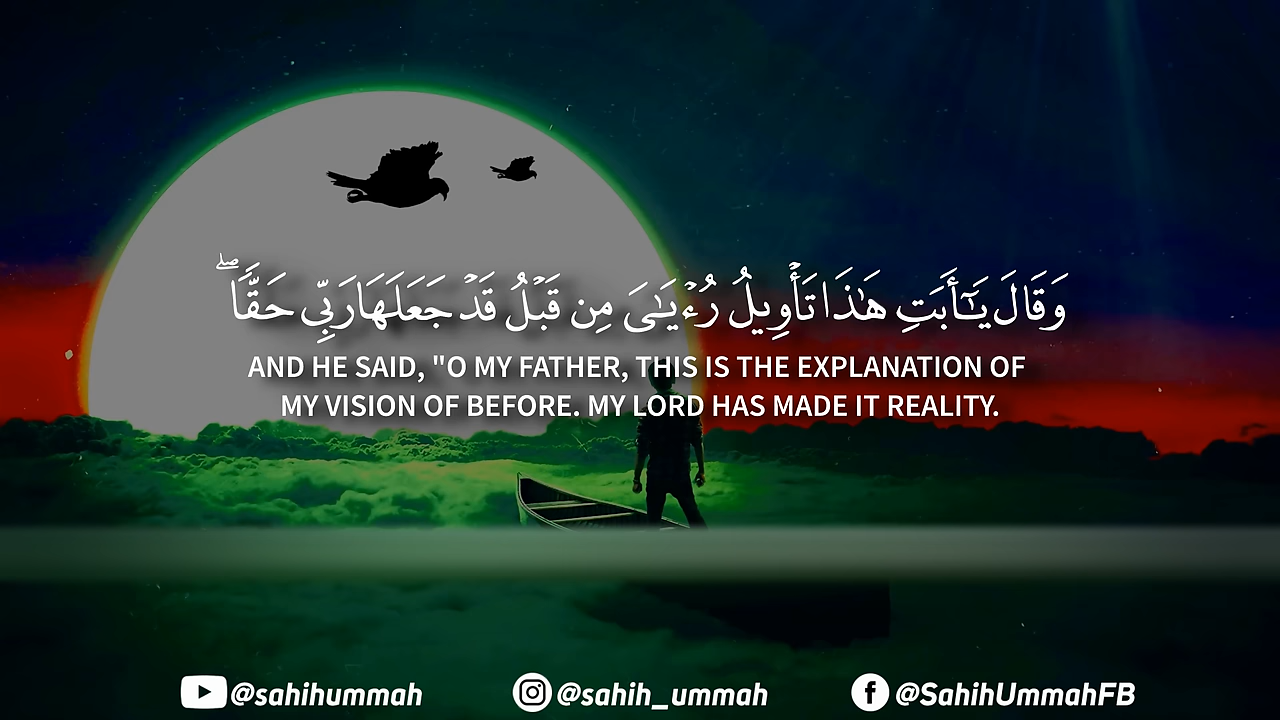 وَقَالَ يَـٰٓأَبَتِ هَـٰذَا تَأْوِيلُ رُءْيَـٰىَ مِن قَبْلُ قَدْ جَعَلَهَا رَبِّى حَقًّا ۖ
AND HE SAID, "O MY FATHER, THIS IS THE EXPLANATION OF
MY VISION OF BEFORE. MY LORD HAS MADE IT REALITY.
@sahihummah @sahih_ummah @SahihUmmahFB